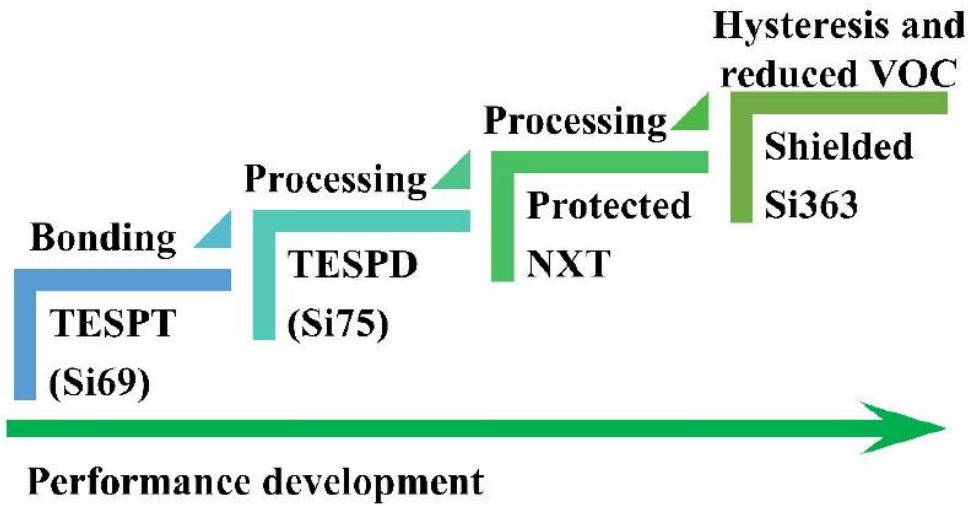 Bonding
TESPT
(Si69)
Processing
TESPD
(Si75)
Processing
Protected
NXT
Hysteresis and
reduced VOC
Shielded
Si363
Performance development